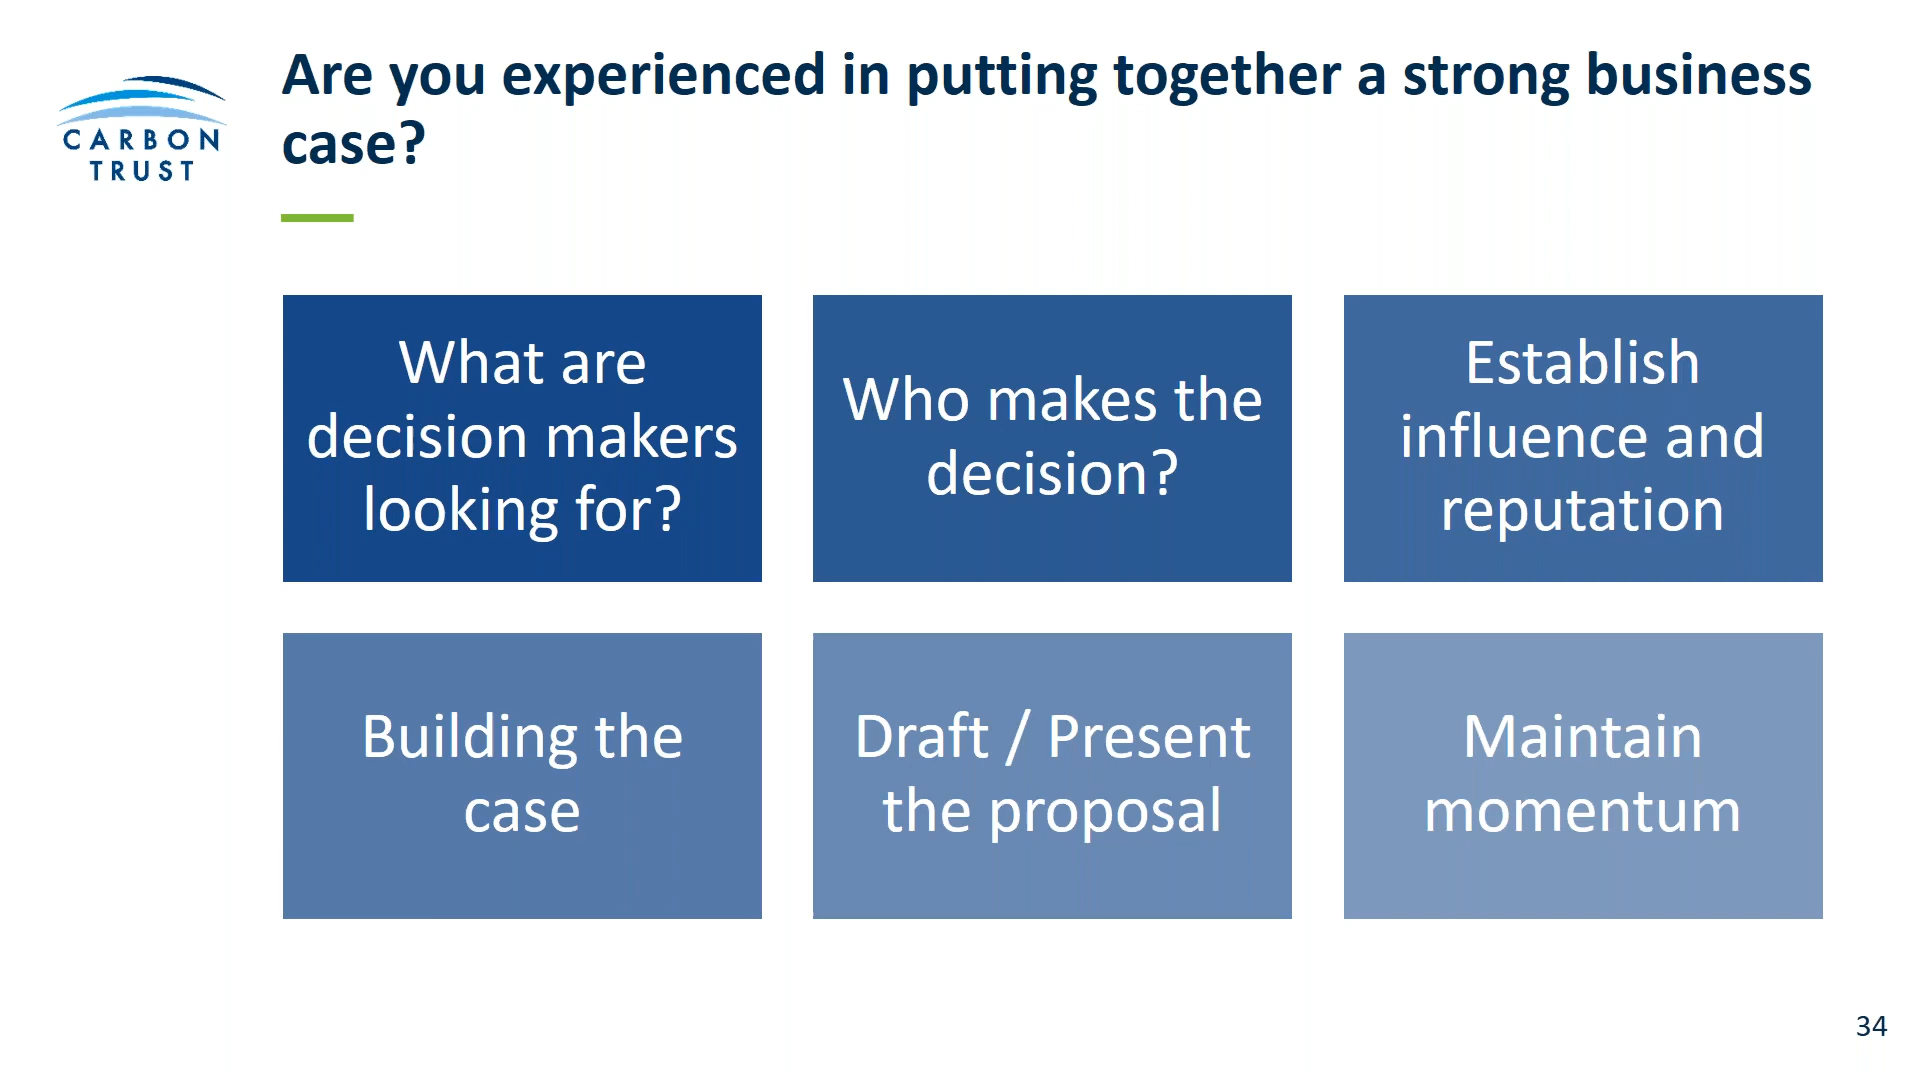 CARBON
TRUST
Are you experienced in putting together a strong business
case?
What are
decision makers
looking for?
Who makes the
decision?
Establish
influence and
reputation
Building the
case
Draft / Present
the proposal
Maintain
momentum
34